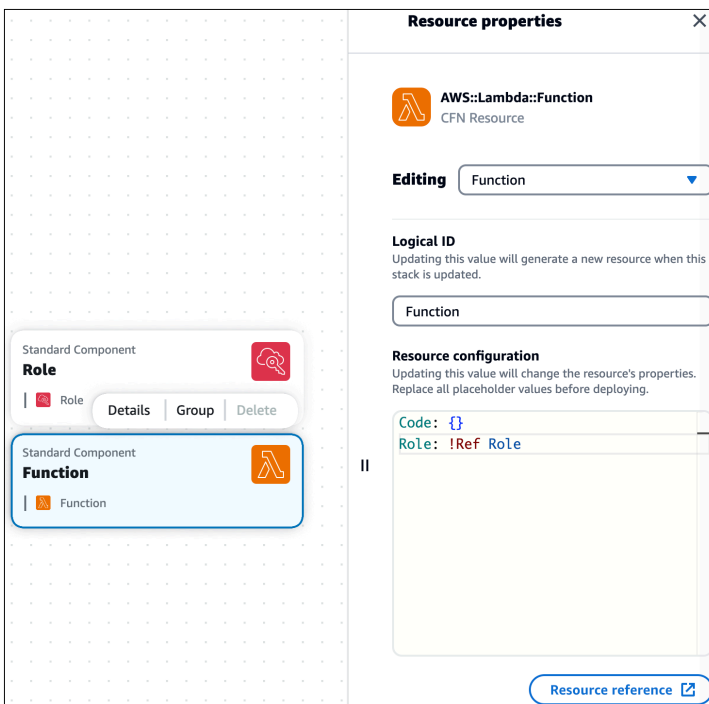 Resource properties
AWS::Lambda::Function
CFN Resource
Editing
Function
Logical ID
Updating this value will generate a new resource when this
stack is updated.
Function
Resource configuration
Updating this value will change the resource's properties.
Replace all placeholder values before deploying.
Code: {}
Role: !Ref Role
Resource reference
Standard Component
Role
Role
Details
Group
Delete
Standard Component
Function
Function